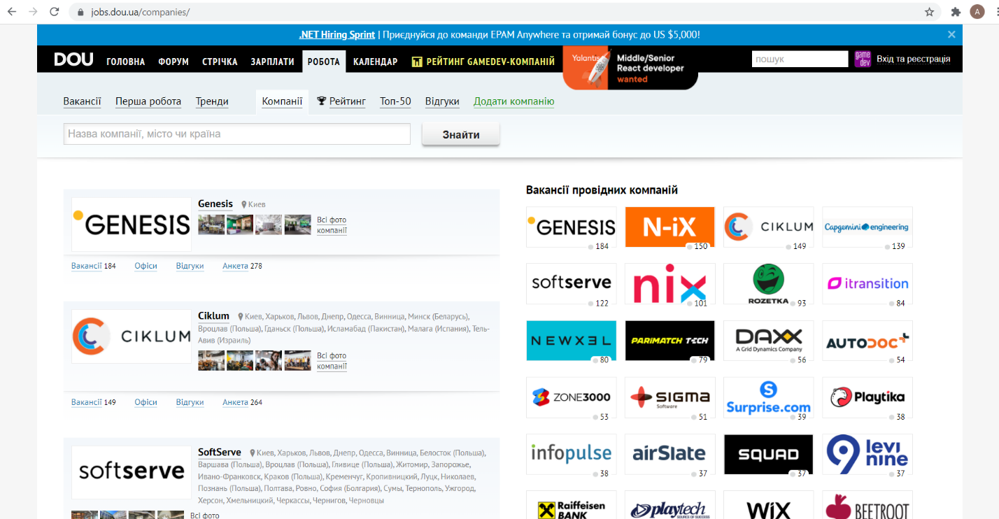 jobs.dou.ua/companies/
A
.NET Hiring Sprint | Приєднуйся до команди EPAM Anywhere та отримай бонус до US $5,000!
DOU ГОЛОВНА ФОРУМ СТРІЧКА ЗАРПЛАТИ РОБОТА КАЛЕНДАР РЕЙТИНГ GAMEDEV-КОМПАНІЙ
Yalantis
Middle/Senior
React developer
wanted
пошук
game
dev
Вхід та реєстрація
Вакансії Перша робота Тренди Компанії Рейтинг Топ-50 Відгуки Додати компанію
Назва компанії, місто чи країна Знайти
GENESIS
Genesis Киев
Всі фото
компанії
Вакансії 184 Офіси Відгуки Анкета 278
CIKLUM
Ciklum Киев, Харьков, Львов, Днепр, Одесса, Винница, Минск (Беларусь),
Вроцлав (Польша), Гданьск (Польша), Исламабад (Пакистан), Малага (Испания), Тель-
Авив (Израиль)
Всі фото
компанії
Вакансії 149 Офіси Відгуки Анкета 264
softserve
SoftServe Киев, Харьков, Львов, Днепр, Одесса, Винница, Белосток (Польша),
Варшава (Польша), Вроцлав (Польша), Гливице (Польша), Житомир, Запорожье,
Ивано-Франковск, Краков (Польша), Кременчуг, Кропивницкий, Луцк, Николаев,
Познань (Польша), Полтава, Ровно, София (Болгария), Сумы, Тернополь, Ужгород,
Херсон, Хмельницкий, Черкассы, Чернигов, Черновцы
Всі фото
Вакансії провідних компаній
GENESIS N-iX CIKLUM Capgemini engineering
184 150 149 139
softserve nix ROZETKA itransition
122 101 93 84
NEWXEL PARIMATCH TECH DAXX A Grid Dynamics Company AUTODOC
80 79 56 54
ZONE3000 SIGMA Software Surprise.com Playtika
53 51 39 38
infopulse airSlate SQUAD levi nine
38 37 37 37
Raiffeisen BANK playtech SOURCE OF SUCCESS WiX BEETROOT